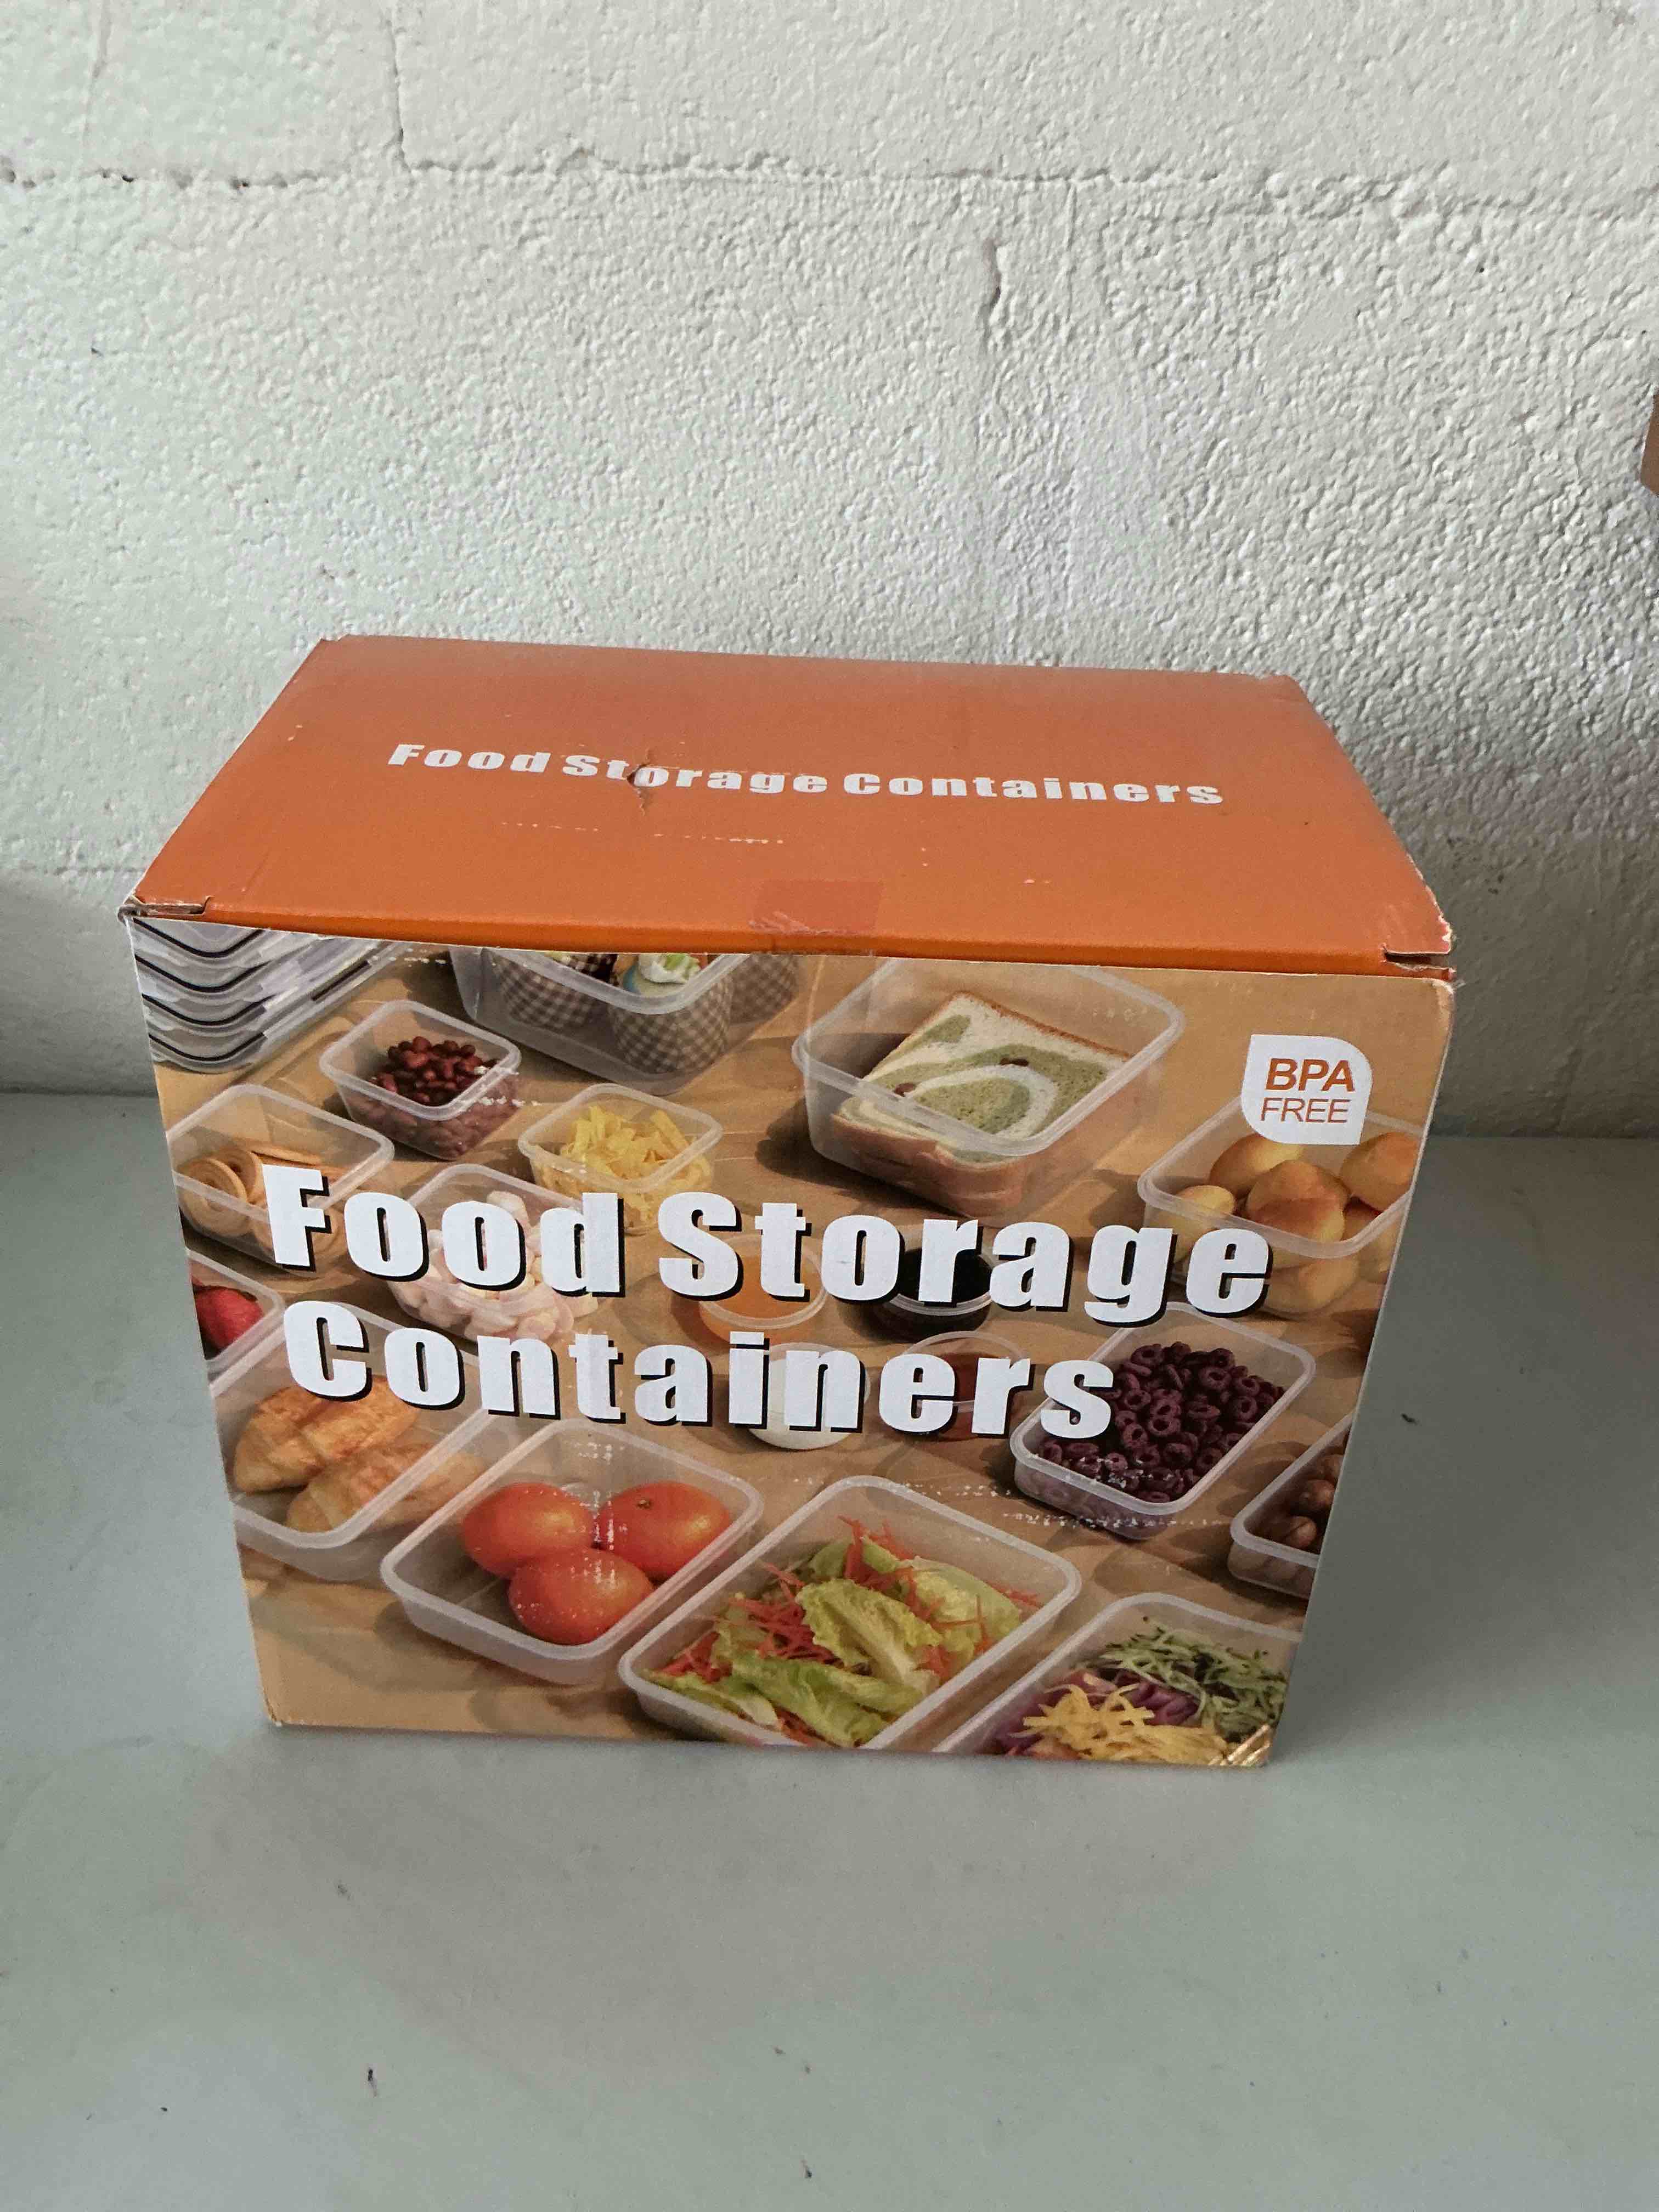 Food Storage Containers
BPA
FREE
Food Storage
Containers